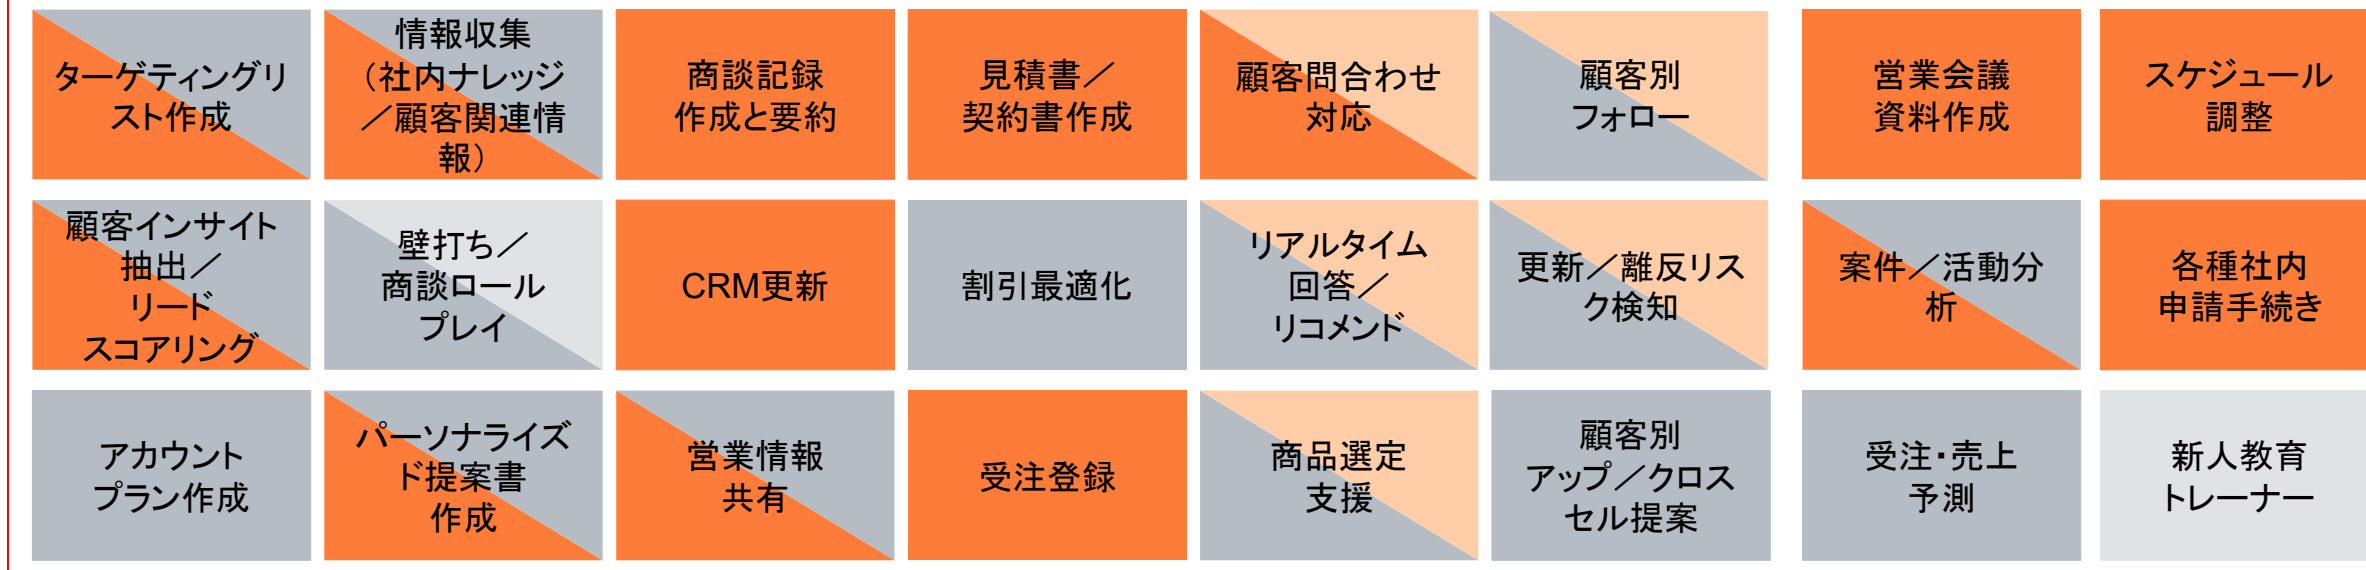 ターゲティングリ
スト作成
情報収集
（社内ナレッジ
／顧客関連情
報）
商談記録
作成と要約
見積書／
契約書作成
顧客問合わせ
対応
顧客別
フォロー
営業会議
資料作成
スケジュール
調整
顧客インサイト
抽出／
リード
スコアリング
壁打ち／
商談ロール
プレイ
CRM更新
割引最適化
リアルタイム
回答／
リコメンド
更新／離反リス
ク検知
案件／活動分
析
各種社内
申請手続き
アカウント
プラン作成
パーソナライズ
ド提案書
作成
営業情報
共有
受注登録
商品選定
支援
顧客別
アップ／クロス
セル提案
受注・売上
予測
新人教育
トレーナー